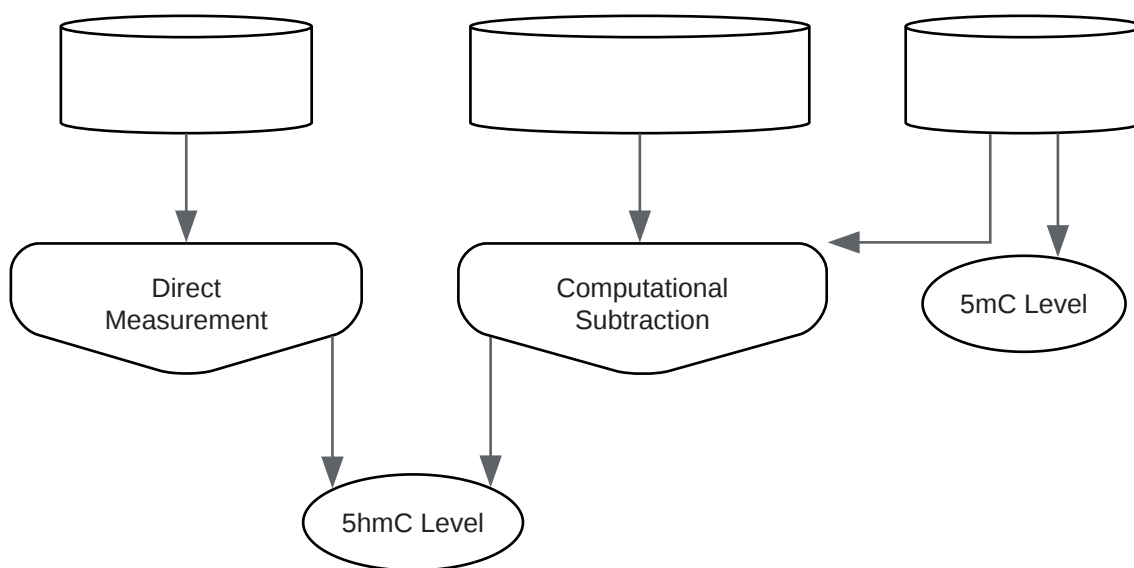 Direct
Measurement
Computational
Subtraction
5mC Level
5hmC Level